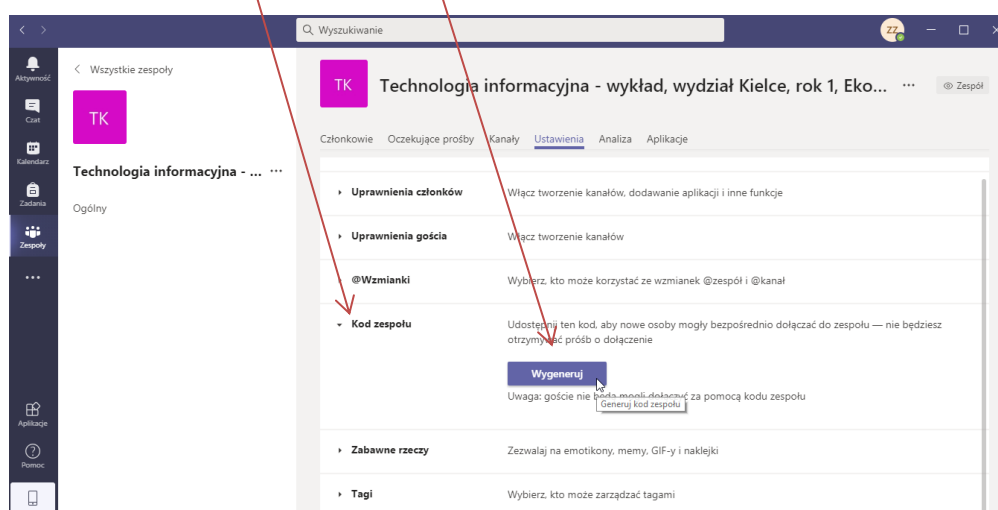 Wyszukiwanie
ZZ
Aktywność
Czat
Kalendarz
Zadania
Zespoły
Aplikacje
Pomoc
Wszystkie zespoły
TK
Technologia informacyjna - ...
Ogólny
TK
Technologia informacyjna - wykład, wydział Kielce, rok 1, Eko...
Zespół
Członkowie Oczekujące prośby Kanały Ustawienia Analiza Aplikacje
Uprawnienia członków
Włącz tworzenie kanałów, dodawanie aplikacji i inne funkcje
Uprawnienia gościa
Włącz tworzenie kanałów
@Wzmianki
Wybierz, kto może korzystać ze wzmianek @zespół i @kanał
Kod zespołu
Udostępnij ten kod, aby nowe osoby mogły bezpośrednio dołączać do zespołu — nie będziesz
otrzymywać próśb o dołączenie
Wygeneruj
Uwaga: goście nie będą mogli dołączyć za pomocą kodu zespołu
Generuj kod zespołu
Zabawne rzeczy
Zezwalaj na emotikony, memy, GIF-y i naklejki
Tagi
Wybierz, kto może zarządzać tagami